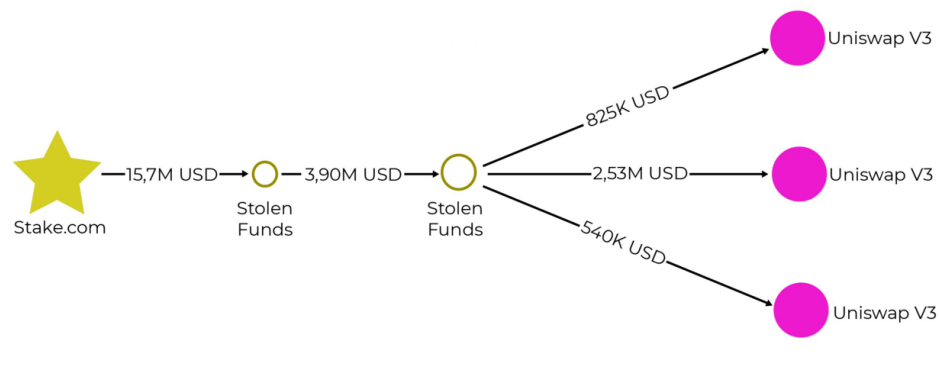 Uniswap V3
825K USD
Stake.com
15,7M USD
Stolen
Funds
3,90M USD
Stolen
Funds
2,53M USD
Uniswap V3
540K USD
Uniswap V3